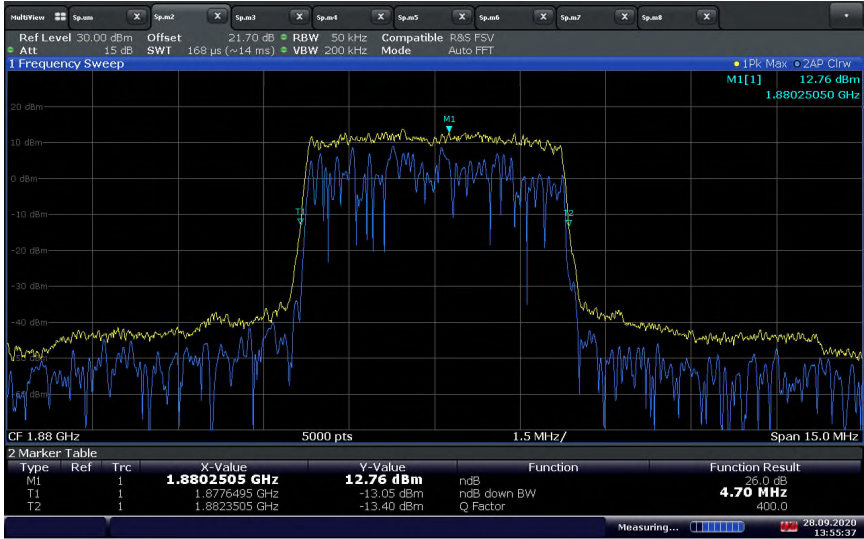 MultiView Sp.um X Sp.m2 X Sp.m3 X Sp.m4 X Sp.m5 X Sp.m6 X Sp.m7 X Sp.m8 X
Ref Level 30.00 dBm Offset 21.70 dB RBW 50 kHz Compatible R&S FSV
Att 15 dB SWT 168 µs (~14 ms) VBW 200 kHz Mode Auto FFT
1 Frequency Sweep 1Pk Max 2AP Clrw
M1[1] 12.76 dBm
1.88025050 GHz
20 dBm
M1
10 dBm
0 dBm
T1 T2
-10 dBm
-20 dBm
-30 dBm
-40 dBm
-50 dBm
-60 dBm
CF 1.88 GHz 5000 pts 1.5 MHz/ Span 15.0 MHz
2 Marker Table
Type Ref Trc X-Value Y-Value Function Function Result
M1 1 1.8802505 GHz 12.76 dBm ndB 26.0 dB
T1 1 1.8776495 GHz -13.05 dBm ndB down BW 4.70 MHz
T2 1 1.8823505 GHz -13.40 dBm Q Factor 400.0
Measuring... 28.09.2020
13:55:37